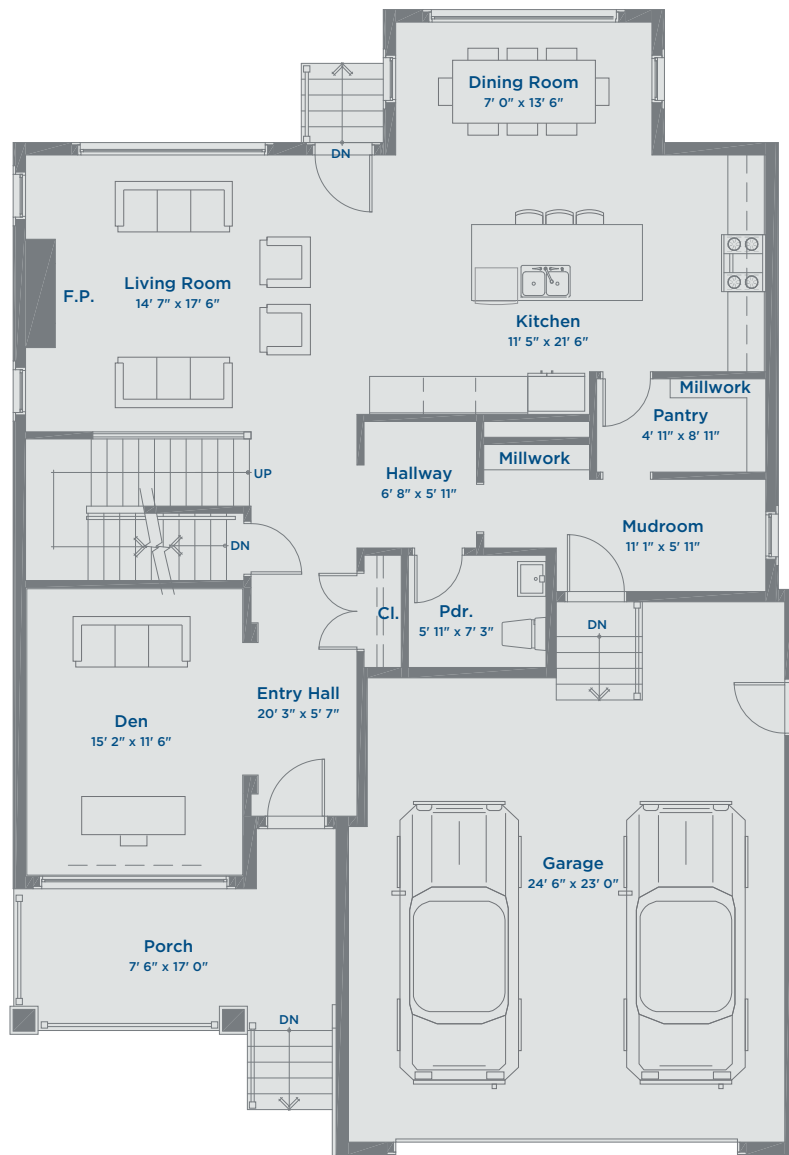 Dining Room
7' 0" x 13' 6"
DN
F.P.
Living Room
14' 7" x 17' 6"
Kitchen
11' 5" x 21' 6"
Millwork
Pantry
4' 11" x 8' 11"
UP
Hallway
6' 8" x 5' 11"
Millwork
DN
Mudroom
11' 1" x 5' 11"
Cl.
Pdr.
5' 11" x 7' 3"
DN
Entry Hall
20' 3" x 5' 7"
Den
15' 2" x 11' 6"
Garage
24' 6" x 23' 0"
Porch
7' 6" x 17' 0"
DN